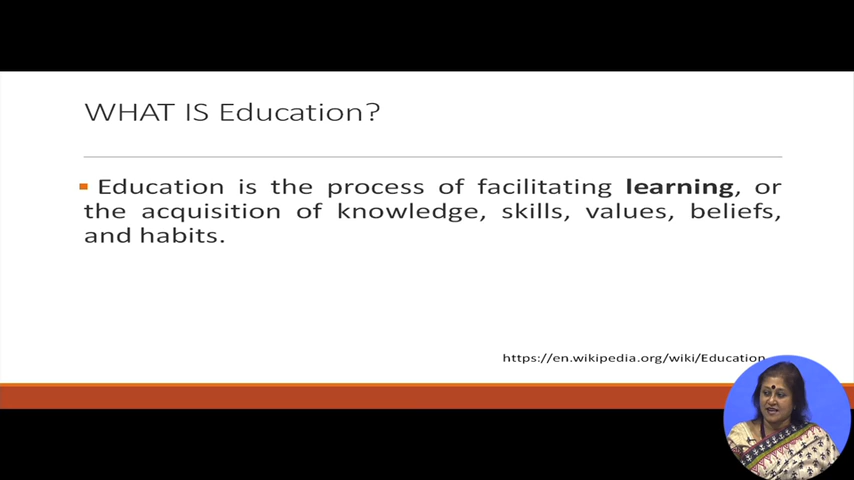 WHAT IS Education?
Education is the process of facilitating learning, or
the acquisition of knowledge, skills, values, beliefs,
and habits.
https://en.wikipedia.org/wiki/Education